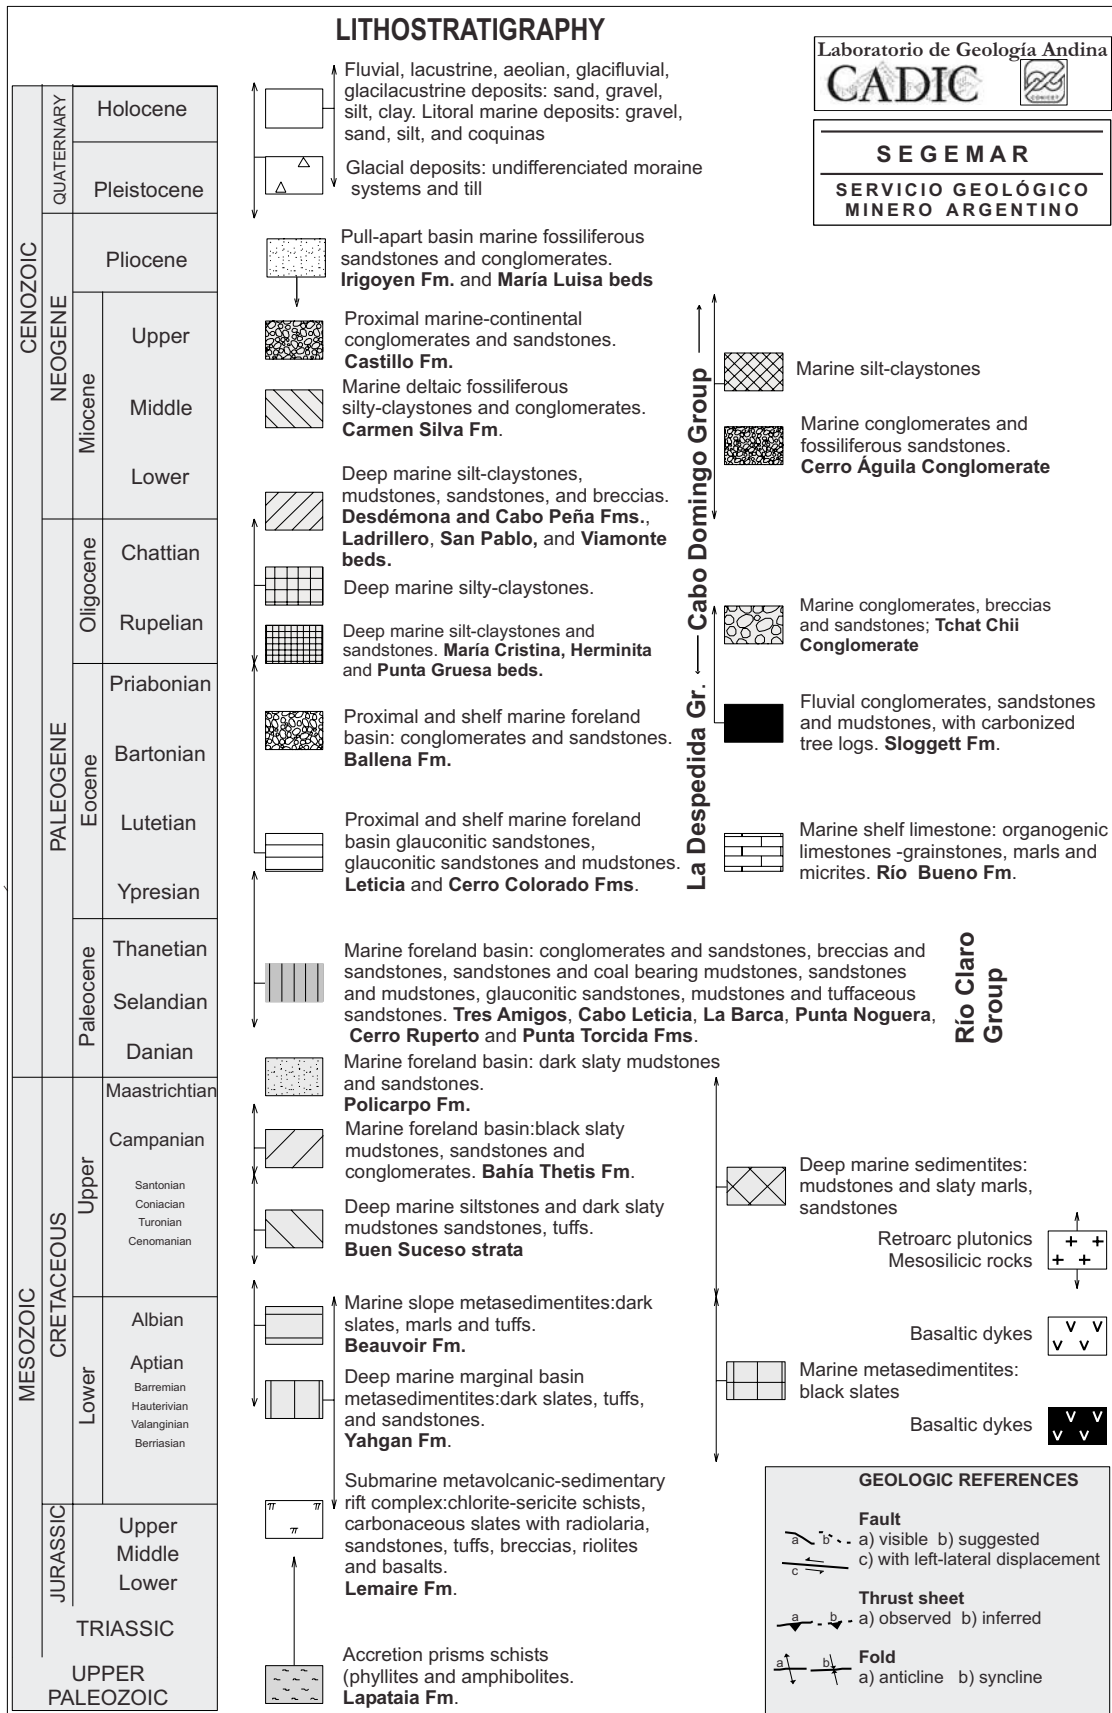 LITHOSTRATIGRAPHY
Laboratorio de Geología Andina
CADIC
CONICET
SEGEMAR
SERVICIO GEOLÓGICO
MINERO ARGENTINO
CENOZOIC
MESOZOIC
QUATERNARY
NEOGENE
PALEOGENE
CRETACEOUS
JURASSIC
TRIASSIC
UPPER
PALEOZOIC
Holocene
Pleistocene
Pliocene
Miocene
Upper
Middle
Lower
Oligocene
Chattian
Rupelian
Eocene
Priabonian
Bartonian
Lutetian
Ypresian
Paleocene
Thanetian
Selandian
Danian
Upper
Maastrichtian
Campanian
Santonian
Coniacian
Turonian
Cenomanian
Lower
Albian
Aptian
Barremian
Hauterivian
Valanginian
Berriasian
Upper
Middle
Lower
Fluvial, lacustrine, aeolian, glacifluvial,
glacilacustrine deposits: sand, gravel,
silt, clay. Litoral marine deposits: gravel,
sand, silt, and coquinas
Glacial deposits: undifferenciated moraine
systems and till
Pull-apart basin marine fossiliferous
sandstones and conglomerates.
Irigoyen Fm. and María Luisa beds
Proximal marine-continental
conglomerates and sandstones.
Castillo Fm.
Marine deltaic fossiliferous
silty-claystones and conglomerates.
Carmen Silva Fm.
Deep marine silt-claystones,
mudstones, sandstones, and breccias.
Desdémona and Cabo Peña Fms.,
Ladrillero, San Pablo, and Viamonte
beds.
Deep marine silty-claystones.
Deep marine silt-claystones and
sandstones. María Cristina, Herminita
and Punta Gruesa beds.
Proximal and shelf marine foreland
basin: conglomerates and sandstones.
Ballena Fm.
Proximal and shelf marine foreland
basin glauconitic sandstones,
glauconitic sandstones and mudstones.
Leticia and Cerro Colorado Fms.
Marine foreland basin: conglomerates and sandstones, breccias and
sandstones, sandstones and coal bearing mudstones, sandstones
and mudstones, glauconitic sandstones, mudstones and tuffaceous
sandstones. Tres Amigos, Cabo Leticia, La Barca, Punta Noguera,
Cerro Ruperto and Punta Torcida Fms.
Marine foreland basin: dark slaty mudstones
and sandstones.
Policarpo Fm.
Marine foreland basin:black slaty
mudstones, sandstones and
conglomerates. Bahía Thetis Fm.
Deep marine siltstones and dark slaty
mudstones sandstones, tuffs.
Buen Suceso strata
Marine slope metasedimentites:dark
slates, marls and tuffs.
Beauvoir Fm.
Deep marine marginal basin
metasedimentites:dark slates, tuffs,
and sandstones.
Yahgan Fm.
Submarine metavolcanic-sedimentary
rift complex:chlorite-sericite schists,
carbonaceous slates with radiolaria,
sandstones, tuffs, breccias, riolites
and basalts.
Lemaire Fm.
Accretion prisms schists
(phyllites and amphibolites.
Lapataia Fm.
La Despedida Gr.
Cabo Domingo Group
Marine silt-claystones
Marine conglomerates and
fossiliferous sandstones.
Cerro Águila Conglomerate
Marine conglomerates, breccias
and sandstones; Tchat Chii
Conglomerate
Fluvial conglomerates, sandstones
and mudstones, with carbonized
tree logs. Sloggett Fm.
Marine shelf limestone: organogenic
limestones -grainstones, marls and
micrites. Río Bueno Fm.
Río Claro
Group
Deep marine sedimentites:
mudstones and slaty marls,
sandstones
Retroarc plutonics
Mesosilicic rocks
Basaltic dykes
Marine metasedimentites:
black slates
Basaltic dykes
GEOLOGIC REFERENCES
Fault
a b a) visible b) suggested
c c) with left-lateral displacement
Thrust sheet
a b a) observed b) inferred
Fold
a b a) anticline b) syncline